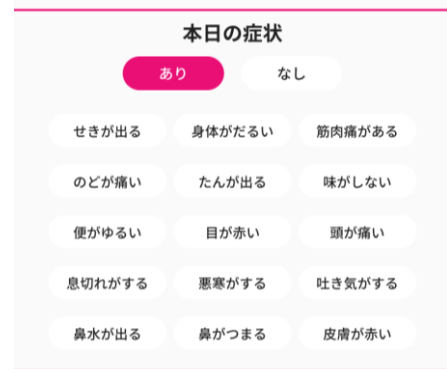 本日の症状
あり なし
せきが出る 身体がだるい 筋肉痛がある
のどが痛い たんが出る 味がしない
便がゆるい 目が赤い 頭が痛い
息切れがする 悪寒がする 吐き気がする
鼻水が出る 鼻がつまる 皮膚が赤い